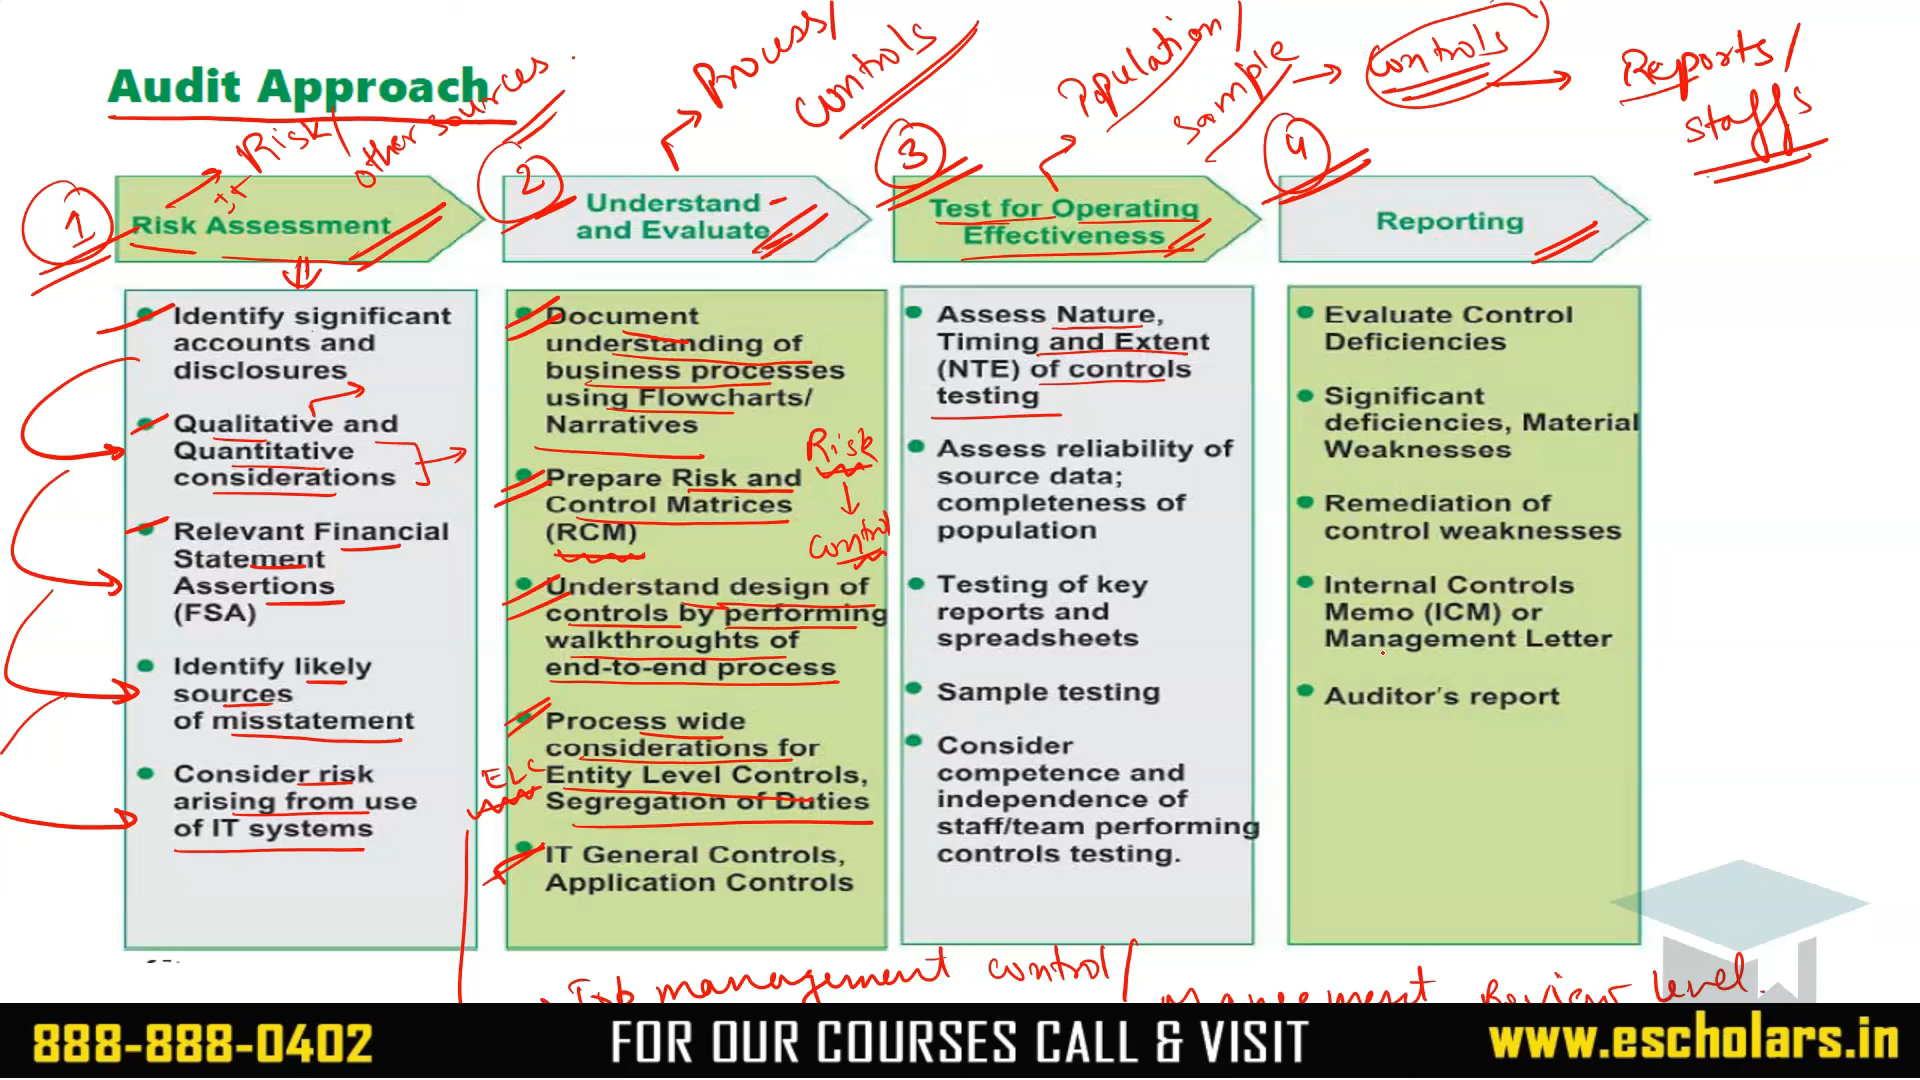 Audit Approach
Risk/
Other sources.
Process/
Controls
Population/
Sample
Controls
Reports/
Staffs
1
Risk Assessment
2
Understand
and Evaluate
3
Test for Operating
Effectiveness
4
Reporting
Identify significant
accounts and
disclosures
Qualitative and
Quantitative
considerations
Relevant Financial
Statement
Assertions
(FSA)
Identify likely
sources
of misstatement
Consider risk
arising from use
of IT systems
Document
understanding of
business processes
using Flowcharts/
Narratives
Risk
Prepare Risk and
Control Matrices
(RCM)
Control
Understand design of
controls by performing
walkthroughts of
end-to-end process
Process wide
considerations for
ELC
Entity Level Controls,
Segregation of Duties
IT General Controls,
Application Controls
Assess Nature,
Timing and Extent
(NTE) of controls
testing
Assess reliability of
source data;
completeness of
population
Testing of key
reports and
spreadsheets
Sample testing
Consider
competence and
independence of
staff/team performing
controls testing.
Evaluate Control
Deficiencies
Significant
deficiencies, Material
Weaknesses
Remediation of
control weaknesses
Internal Controls
Memo (ICM) or
Management Letter
Auditor's report
Top management control/
Management Review level.
888-888-0402
FOR OUR COURSES CALL & VISIT
www.escholars.in